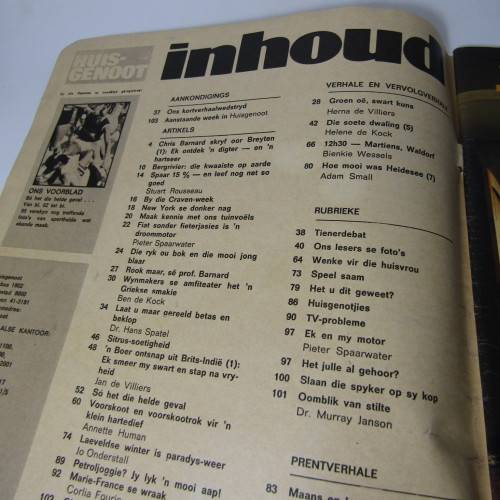 HUIS-
GENOOT
inhoud
ONS VOORBLAD
AANKONDIGINGS
37 Ons kortverhaalwedstryd
103 Aanstaande week in Huisgenoot
ARTIKELS
4 Chris Barnard skryf oor Breyten
(1): Ek ontdek 'n digter — en 'n
hartseer
10 Bergrivier: die kwaaiste op aarde
14 Spaar 15 % — en leef nog net so
goed
Stuart Rousseau
16 By die Craven-week
18 New York se donker nag
20 Maak kennis met ons tuinvoëls
22 Fiat sonder fieterjasies is 'n
droommotor
Pieter Spaarwater
24 Die ryk ou bok en die mooi jong
blaar
27 Rook maar, sê prof. Barnard
30 Wynmakers se amfiteater het 'n
Griekse smakie
Ben de Kock
34 Laat u maar gereeld betas en
beklop
Dr. Hans Spatel
46 Sitrus-soetigheid
48 'n Boer ontsnap uit Brits-Indië (1):
Ek smeer my swart en stap na vry-
heid
Jan de Villiers
52 Só het die helde geval
60 Voorskoot en voorskootrok vir 'n
klein hartedief
Annette Human
74 Laeveldse winter is paradys-weer
Jo Onderstall
89 Petroljoggie? Jy lyk 'n mooi aap!
92 Marie-France se wraak
Corlia Fourie
102
VERHALE EN VERVOLGVERHALE
28 Groen oë, swart kuns
Herna de Villiers
42 Die soete dwaling (5)
Helene de Kock
66 12h30 — Martiens, Waldorf
Bienkie Wessels
80 Hoe mooi was Heidesee (7)
Adam Small
RUBRIEKE
38 Tienerdebat
40 Ons lesers se foto's
64 Wenke vir die huisvrou
73 Speel saam
79 Het u dit geweet?
86 Huisgenotjies
90 TV-probleme
97 Ek en my motor
Pieter Spaarwater
97 Het julle al gehoor?
100 Slaan die spyker op sy kop
101 Oomblik van stilte
Dr. Murray Janson
PRENTVERHALE
83 Maans en